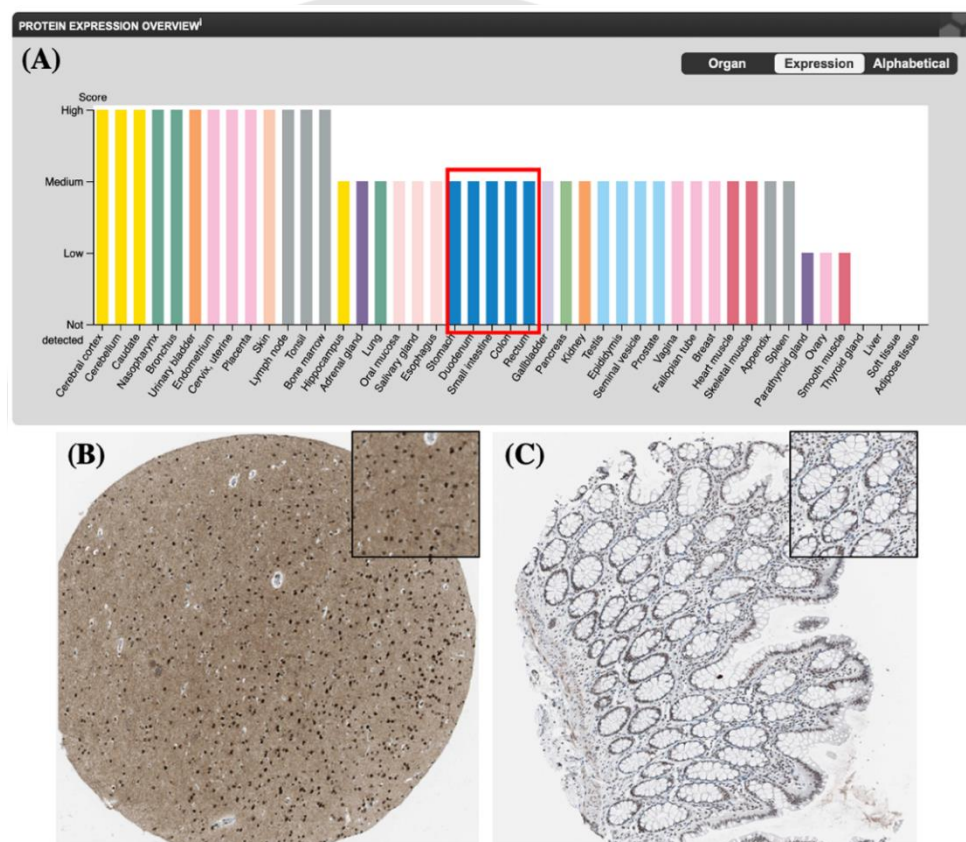 PROTEIN EXPRESSION OVERVIEWⁱ
(A)
Organ Expression Alphabetical
Score
High
Medium
Low
Not
detected
Cerebral cortex
Cerebellum
Caudate
Nasopharynx
Bronchus
Urinary bladder
Endometrium
Cervix, uterine
Placenta
Skin
Lymph node
Tonsil
Bone marrow
Hippocampus
Adrenal gland
Lung
Oral mucosa
Salivary gland
Esophagus
Stomach
Duodenum
Small intestine
Colon
Rectum
Gallbladder
Pancreas
Kidney
Testis
Epididymis
Seminal vesicle
Prostate
Vagina
Fallopian tube
Breast
Heart muscle
Skeletal muscle
Appendix
Spleen
Parathyroid gland
Ovary
Smooth muscle
Thyroid gland
Liver
Soft tissue
Adipose tissue
(B)
(C)